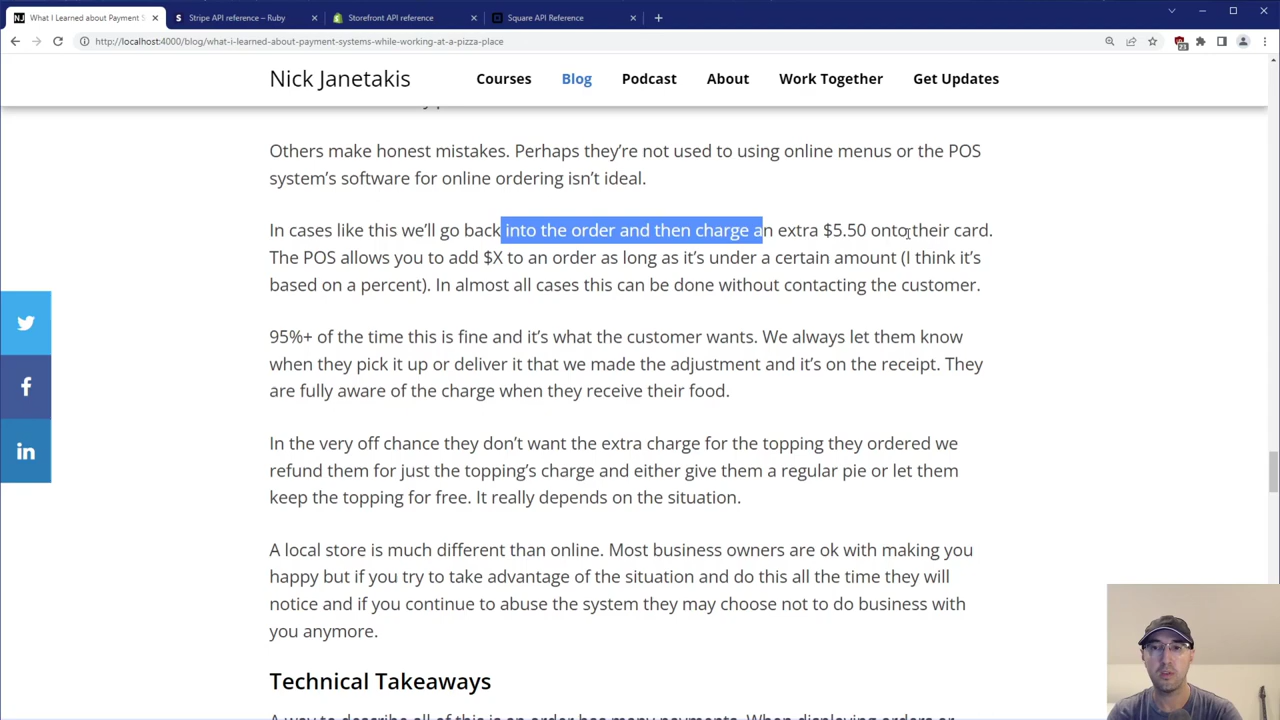 What I Learned about Payment S
Stripe API reference – Ruby
Storefront API reference
Square API Reference
http://localhost:4000/blog/what-i-learned-about-payment-systems-while-working-at-a-pizza-place
23
Nick Janetakis
Courses
Blog
Podcast
About
Work Together
Get Updates
Others make honest mistakes. Perhaps they're not used to using online menus or the POS
system's software for online ordering isn't ideal.
In cases like this we'll go back into the order and then charge an extra $5.50 onto their card.
The POS allows you to add $X to an order as long as it's under a certain amount (I think it's
based on a percent). In almost all cases this can be done without contacting the customer.
95%+ of the time this is fine and it's what the customer wants. We always let them know
when they pick it up or deliver it that we made the adjustment and it's on the receipt. They
are fully aware of the charge when they receive their food.
In the very off chance they don't want the extra charge for the topping they ordered we
refund them for just the topping's charge and either give them a regular pie or let them
keep the topping for free. It really depends on the situation.
A local store is much different than online. Most business owners are ok with making you
happy but if you try to take advantage of the situation and do this all the time they will
notice and if you continue to abuse the system they may choose not to do business with
you anymore.
Technical Takeaways